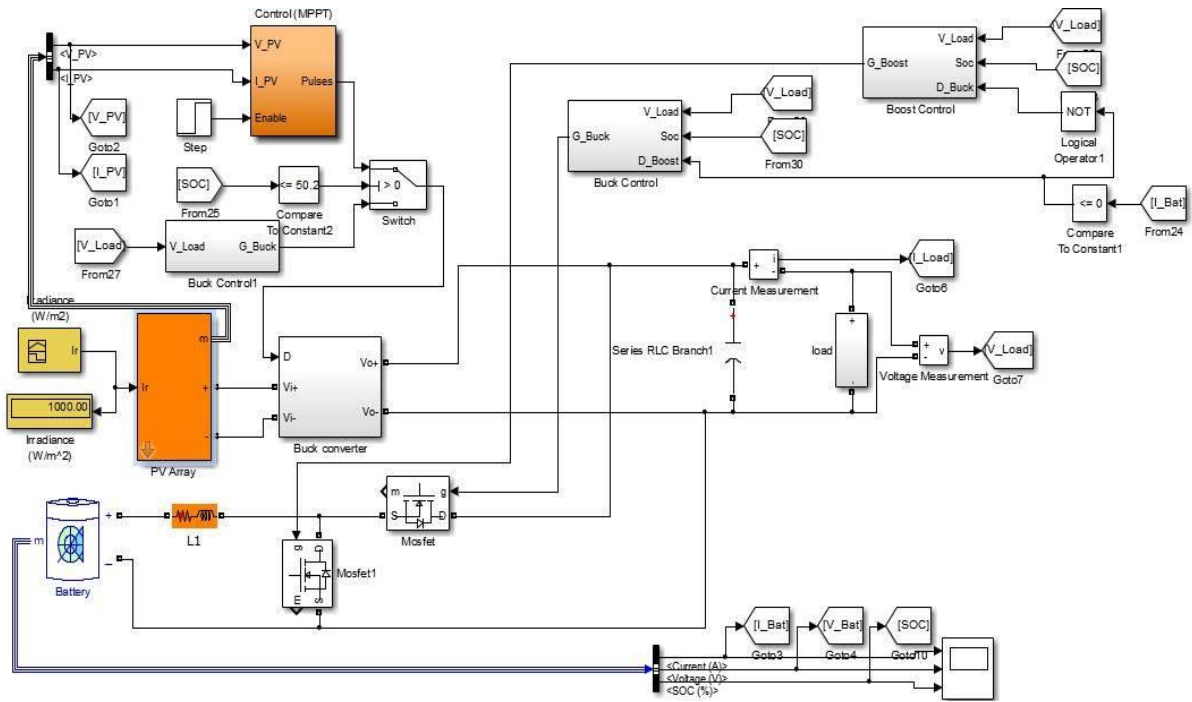 Control (MPPT)
V_PV
I_PV
Pulses
Enable
<V_PV>
<I_PV>
[V_PV]
Goto2
[I_PV]
Goto1
Step
[SOC]
From25
<= 50.2
Compare
To Constant2
> 0
Switch
[V_Load]
From27
V_Load
G_Buck
Buck Control1
[V_Load]
V_Load
G_Boost
Soc
[SOC]
D_Buck
Boost Control
NOT
Logical
Operator1
[V_Load]
V_Load
G_Buck
Soc
[SOC]
From30
D_Boost
Buck Control
<= 0
Compare
To Constant1
[I_Bat]
From24
Irradiance
(W/m2)
Ir
1000.00
Irradiance
(W/m^2)
m
Ir
+
-
PV Array
D
Vi+
Vi-
Vo+
Vo-
Buck converter
+
i
-
Current Measurement
[I_Load]
Goto6
+
Series RLC Branch1
+
load
-
+
-
v
Voltage Measurement
[V_Load]
Goto7
m
g
S
D
Mosfet
g
D
m
S
Mosfet1
L1
+
m
–
Battery
[I_Bat]
Goto3
[V_Bat]
Goto4
[SOC]
Goto10
<Current (A)>
<Voltage (V)>
<SOC (%)>